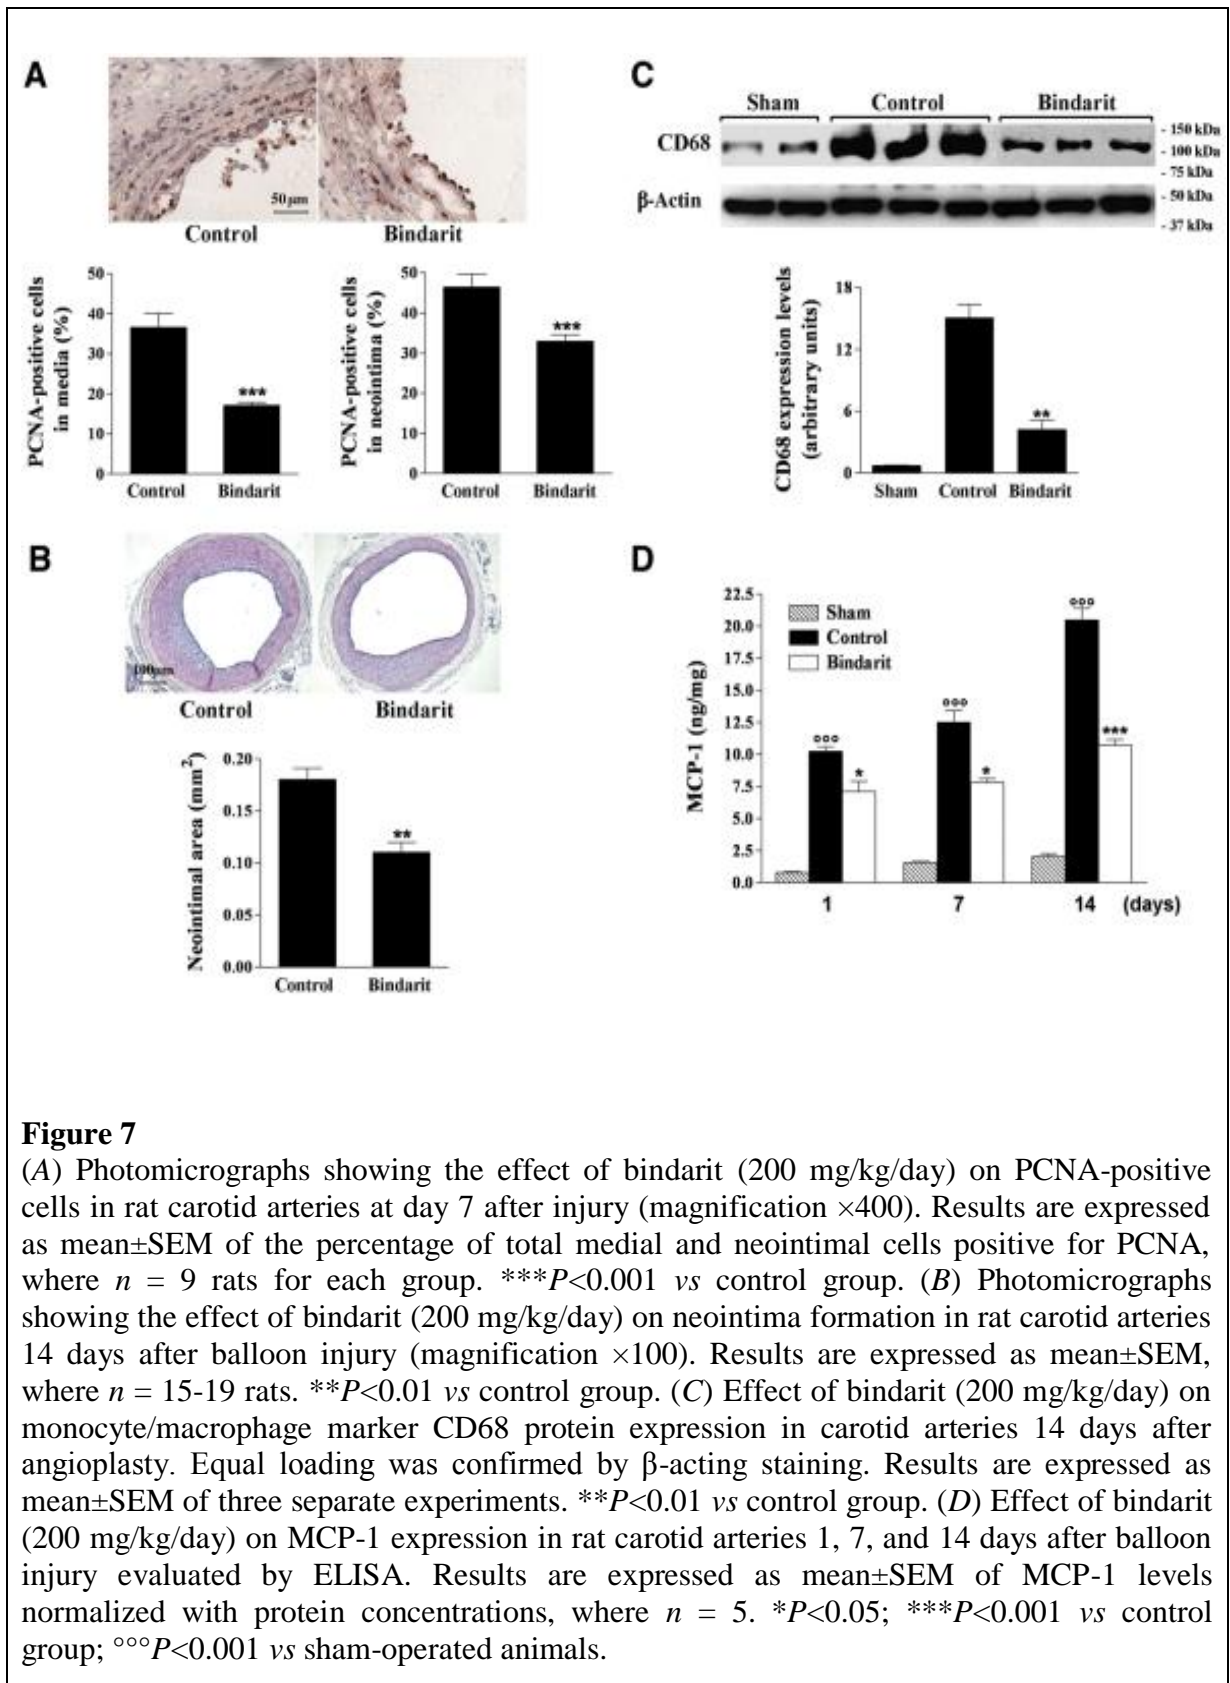 A
50 µm
Control
Bindarit
PCNA-positive cells
in media (%)
50
40
30
20
10
0
***
Control
Bindarit
PCNA-positive cells
in neointima (%)
50
40
30
20
10
0
***
Control
Bindarit
B
100µm
Control
Bindarit
Neointimal area (mm²)
0.20
0.15
0.10
0.05
0.00
**
Control
Bindarit
C
Sham
Control
Bindarit
CD68
- 150 kDa
- 100 kDa
- 75 kDa
β-Actin
- 50 kDa
- 37 kDa
CD68 expression levels
(arbitrary units)
18
12
6
0
**
Sham
Control
Bindarit
D
MCP-1 (ng/mg)
22.5
20.0
17.5
15.0
12.5
10.0
7.5
5.0
2.5
0.0
Sham
Control
Bindarit
°°°
*
°°°
*
°°°
***
1
7
14
(days)
Figure 7
(A) Photomicrographs showing the effect of bindarit (200 mg/kg/day) on PCNA-positive
cells in rat carotid arteries at day 7 after injury (magnification ×400). Results are expressed
as mean±SEM of the percentage of total medial and neointimal cells positive for PCNA,
where n = 9 rats for each group. ***P<0.001 vs control group. (B) Photomicrographs
showing the effect of bindarit (200 mg/kg/day) on neointima formation in rat carotid arteries
14 days after balloon injury (magnification ×100). Results are expressed as mean±SEM,
where n = 15-19 rats. **P<0.01 vs control group. (C) Effect of bindarit (200 mg/kg/day) on
monocyte/macrophage marker CD68 protein expression in carotid arteries 14 days after
angioplasty. Equal loading was confirmed by β-acting staining. Results are expressed as
mean±SEM of three separate experiments. **P<0.01 vs control group. (D) Effect of bindarit
(200 mg/kg/day) on MCP-1 expression in rat carotid arteries 1, 7, and 14 days after balloon
injury evaluated by ELISA. Results are expressed as mean±SEM of MCP-1 levels
normalized with protein concentrations, where n = 5. *P<0.05; ***P<0.001 vs control
group; °°°P<0.001 vs sham-operated animals.